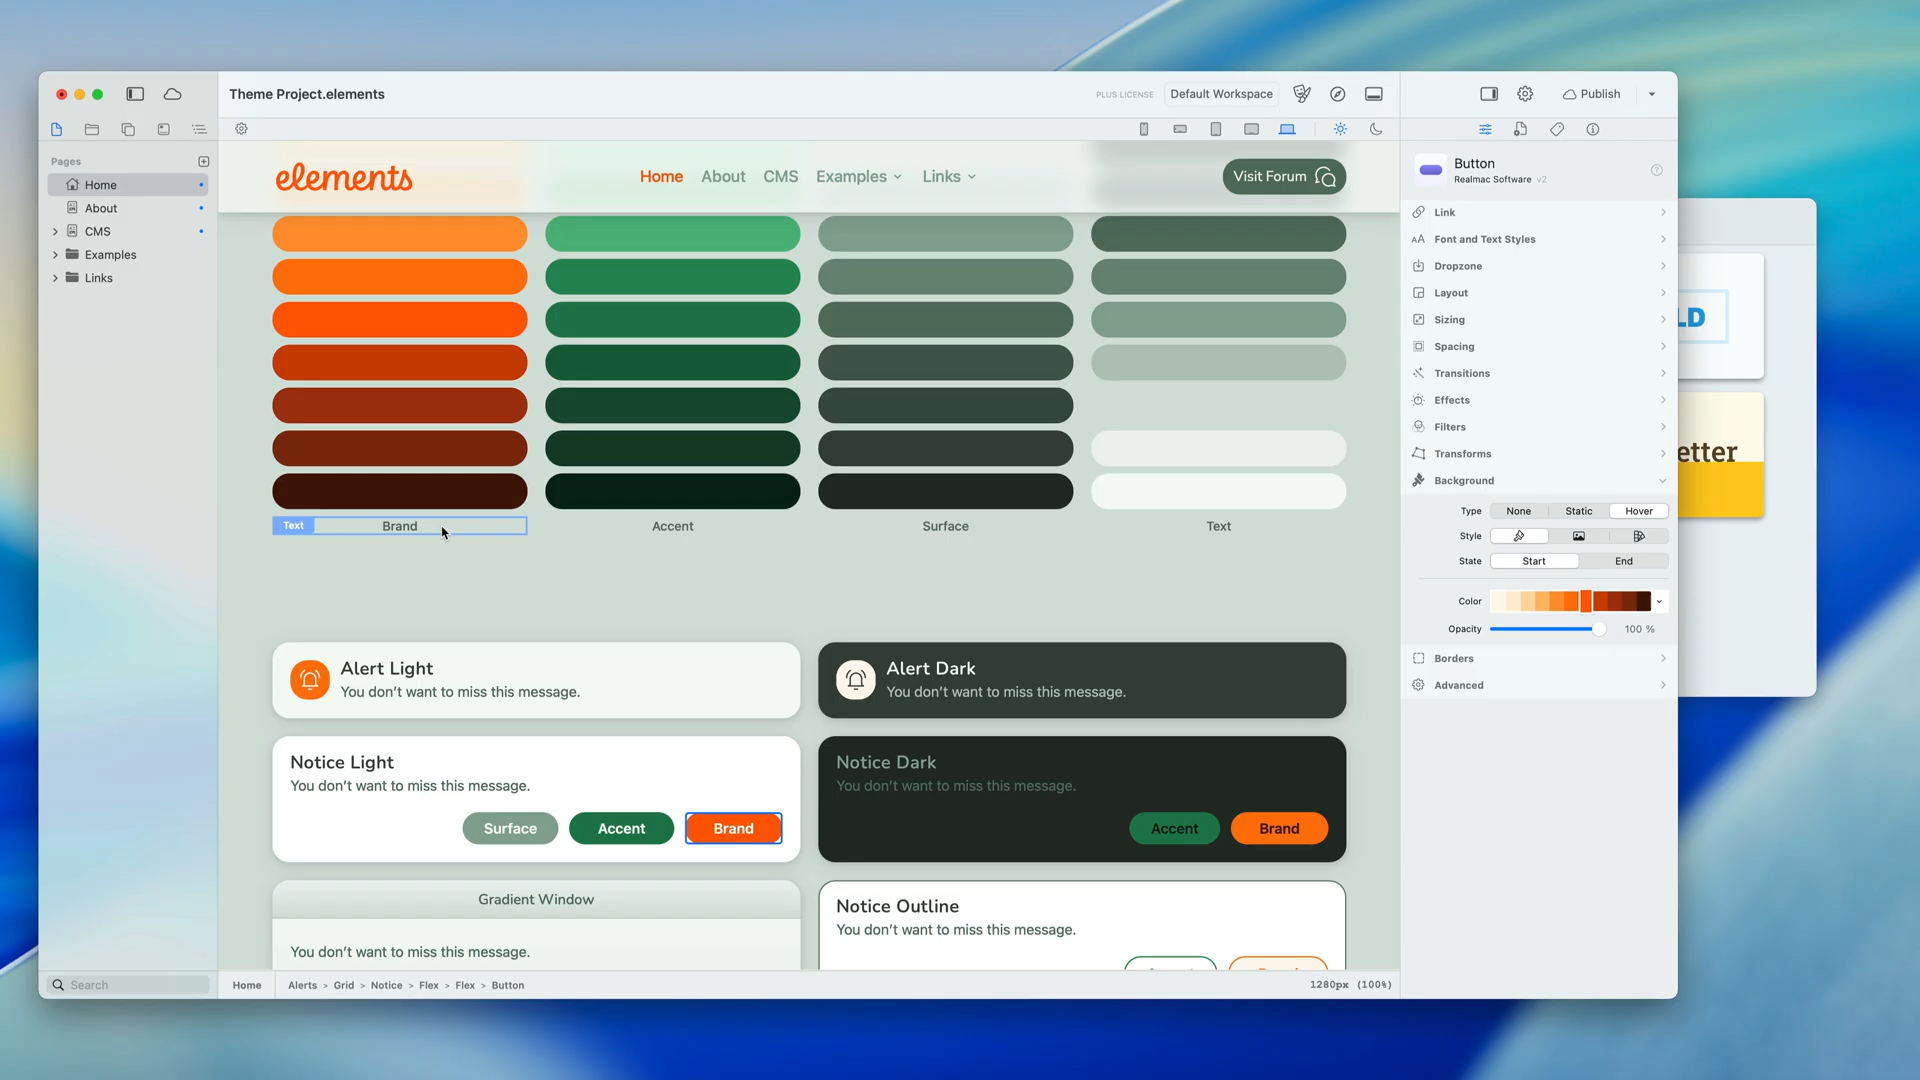 Theme Project.elements
PLUS LICENSE
Default Workspace
Publish
Pages
Home
About
CMS
Examples
Links
Search
elements
Home
About
CMS
Examples
Links
Visit Forum
Text
Brand
Accent
Surface
Text
Alert Light
You don't want to miss this message.
Alert Dark
You don't want to miss this message.
Notice Light
You don't want to miss this message.
Surface
Accent
Brand
Notice Dark
You don't want to miss this message.
Accent
Brand
Gradient Window
You don't want to miss this message.
Notice Outline
You don't want to miss this message.
Home
Alerts > Grid > Notice > Flex > Flex > Button
1280px (100%)
Button
Realmac Software v2
Link
AA Font and Text Styles
Dropzone
Layout
Sizing
Spacing
Transitions
Effects
Filters
Transforms
Background
Type None Static Hover
Style
State Start End
Color
Opacity 100 %
Borders
Advanced
LD
etter